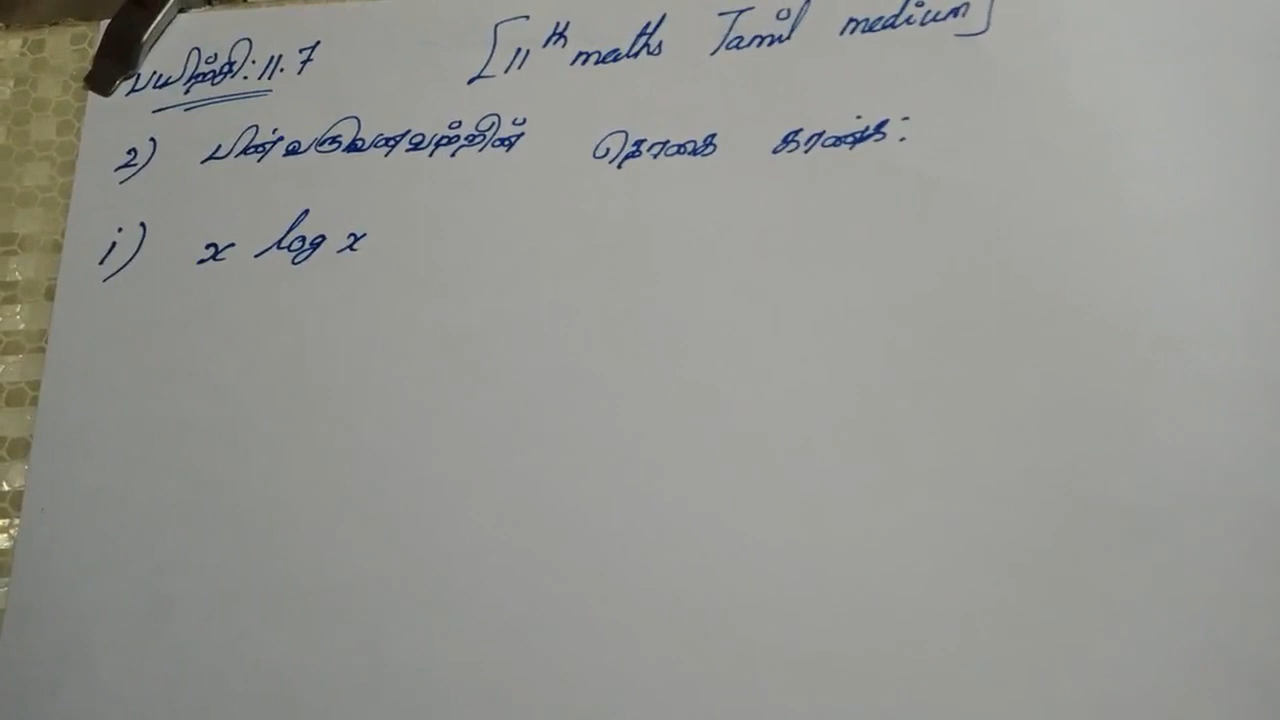 [11th maths Tamil medium]
பயிற்சி: 11.7
2) பின்வருவனவற்றின் தொகை காண்க:
i) x log x